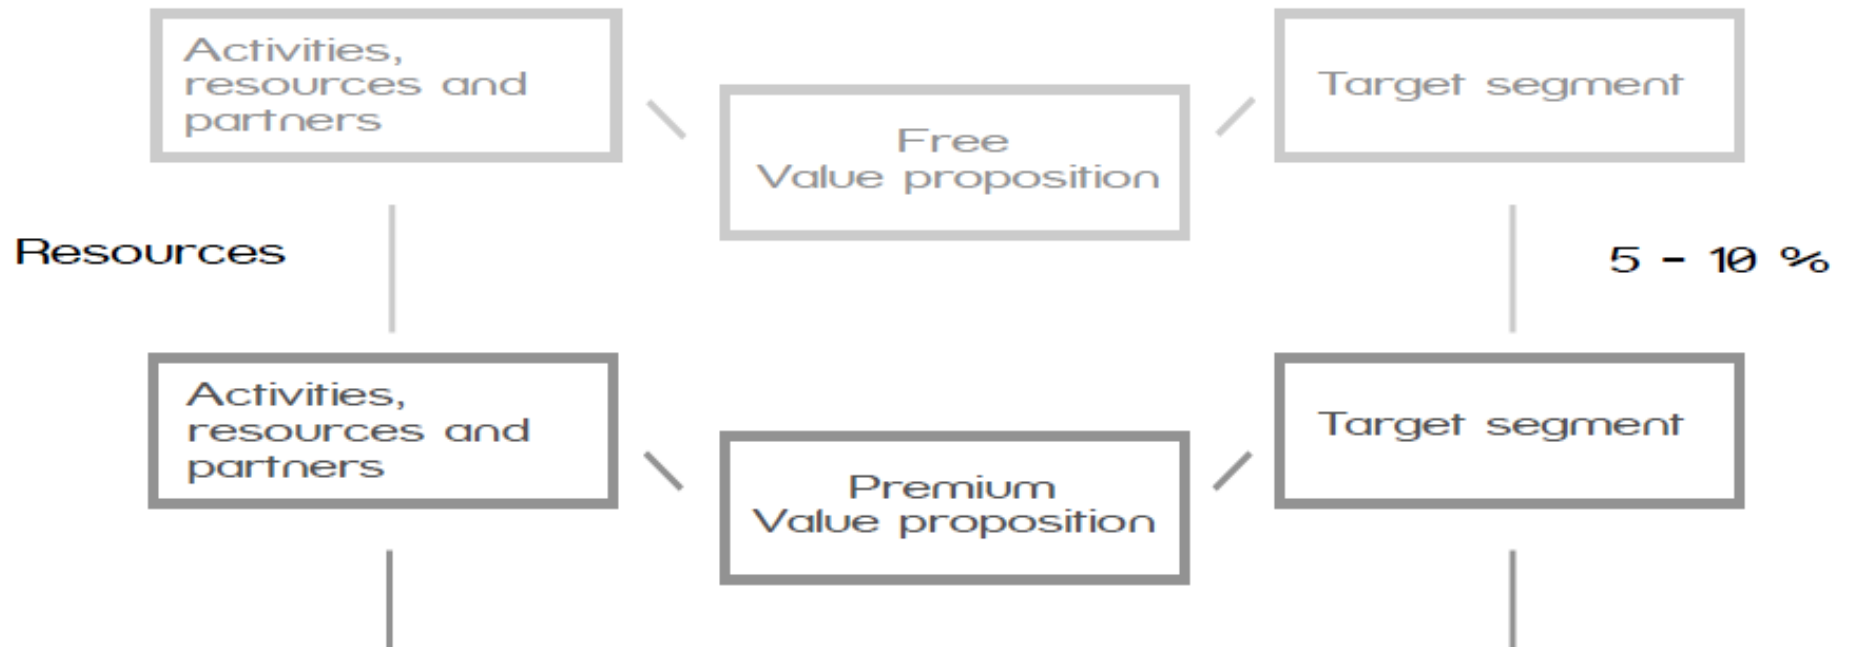 Activities,
resources and
partners
Free
Value proposition
Target segment
Resources
5 - 10 %
Activities,
resources and
partners
Premium
Value proposition
Target segment